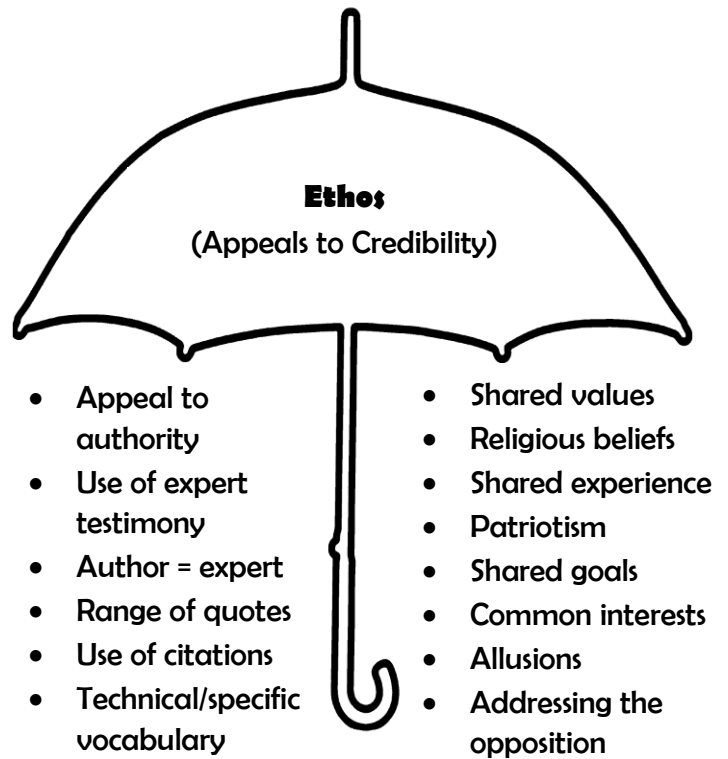 Ethos
(Appeals to Credibility)
• Appeal to
authority
• Use of expert
testimony
• Author = expert
• Range of quotes
• Use of citations
• Technical/specific
vocabulary
• Shared values
• Religious beliefs
• Shared experience
• Patriotism
• Shared goals
• Common interests
• Allusions
• Addressing the
opposition